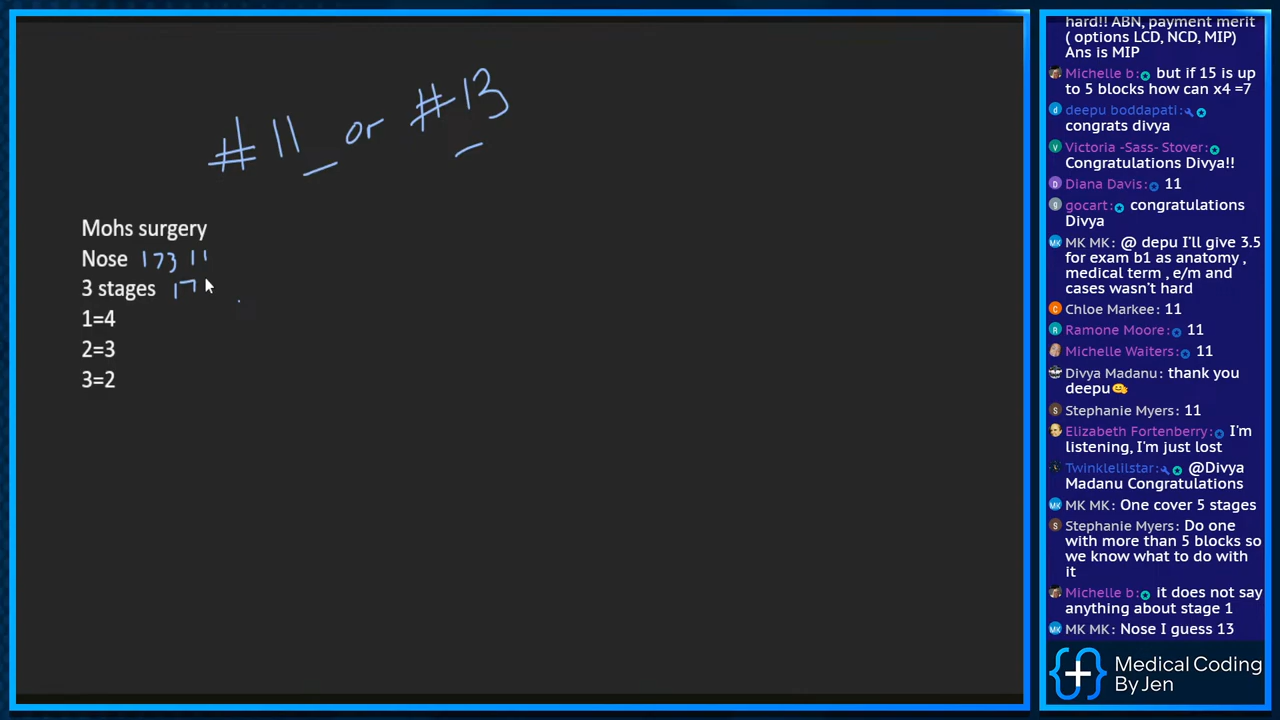 #11 or #13
Mohs surgery
Nose 17311
3 stages 17
1=4
2=3
3=2
hard!! ABN, payment merit
( options LCD, NCD, MIP)
Ans is MIP
Michelle b: but if 15 is up
to 5 blocks how can x4 =7
deepu boddapati:
congrats divya
Victoria -Sass- Stover:
Congratulations Divya!!
Diana Davis: 11
gocart: congratulations
Divya
MK MK: @ depu I'll give 3.5
for exam b1 as anatomy ,
medical term , e/m and
cases wasn't hard
Chloe Markee: 11
Ramone Moore: 11
Michelle Waiters: 11
Divya Madanu: thank you
deepu🤏
Stephanie Myers: 11
Elizabeth Fortenberry: I'm
listening, I'm just lost
Twinklelilstar: @Divya
Madanu Congratulations
MK MK: One cover 5 stages
Stephanie Myers: Do one
with more than 5 blocks so
we know what to do with
it
Michelle b: it does not say
anything about stage 1
MK MK: Nose I guess 13
Medical Coding
By Jen